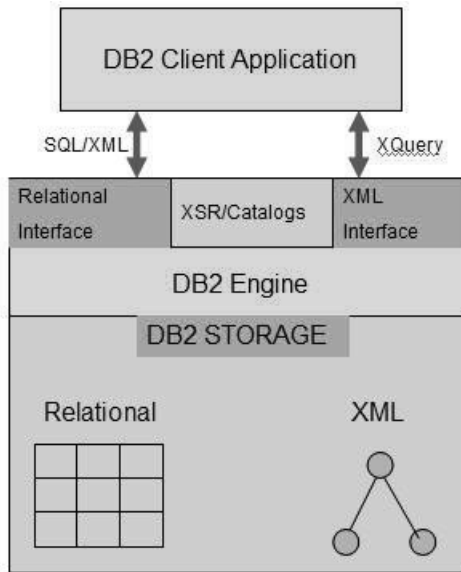 DB2 Client Application
SQL/XML
XQuery
Relational
Interface
XSR/Catalogs
XML
Interface
DB2 Engine
DB2 STORAGE
Relational
XML